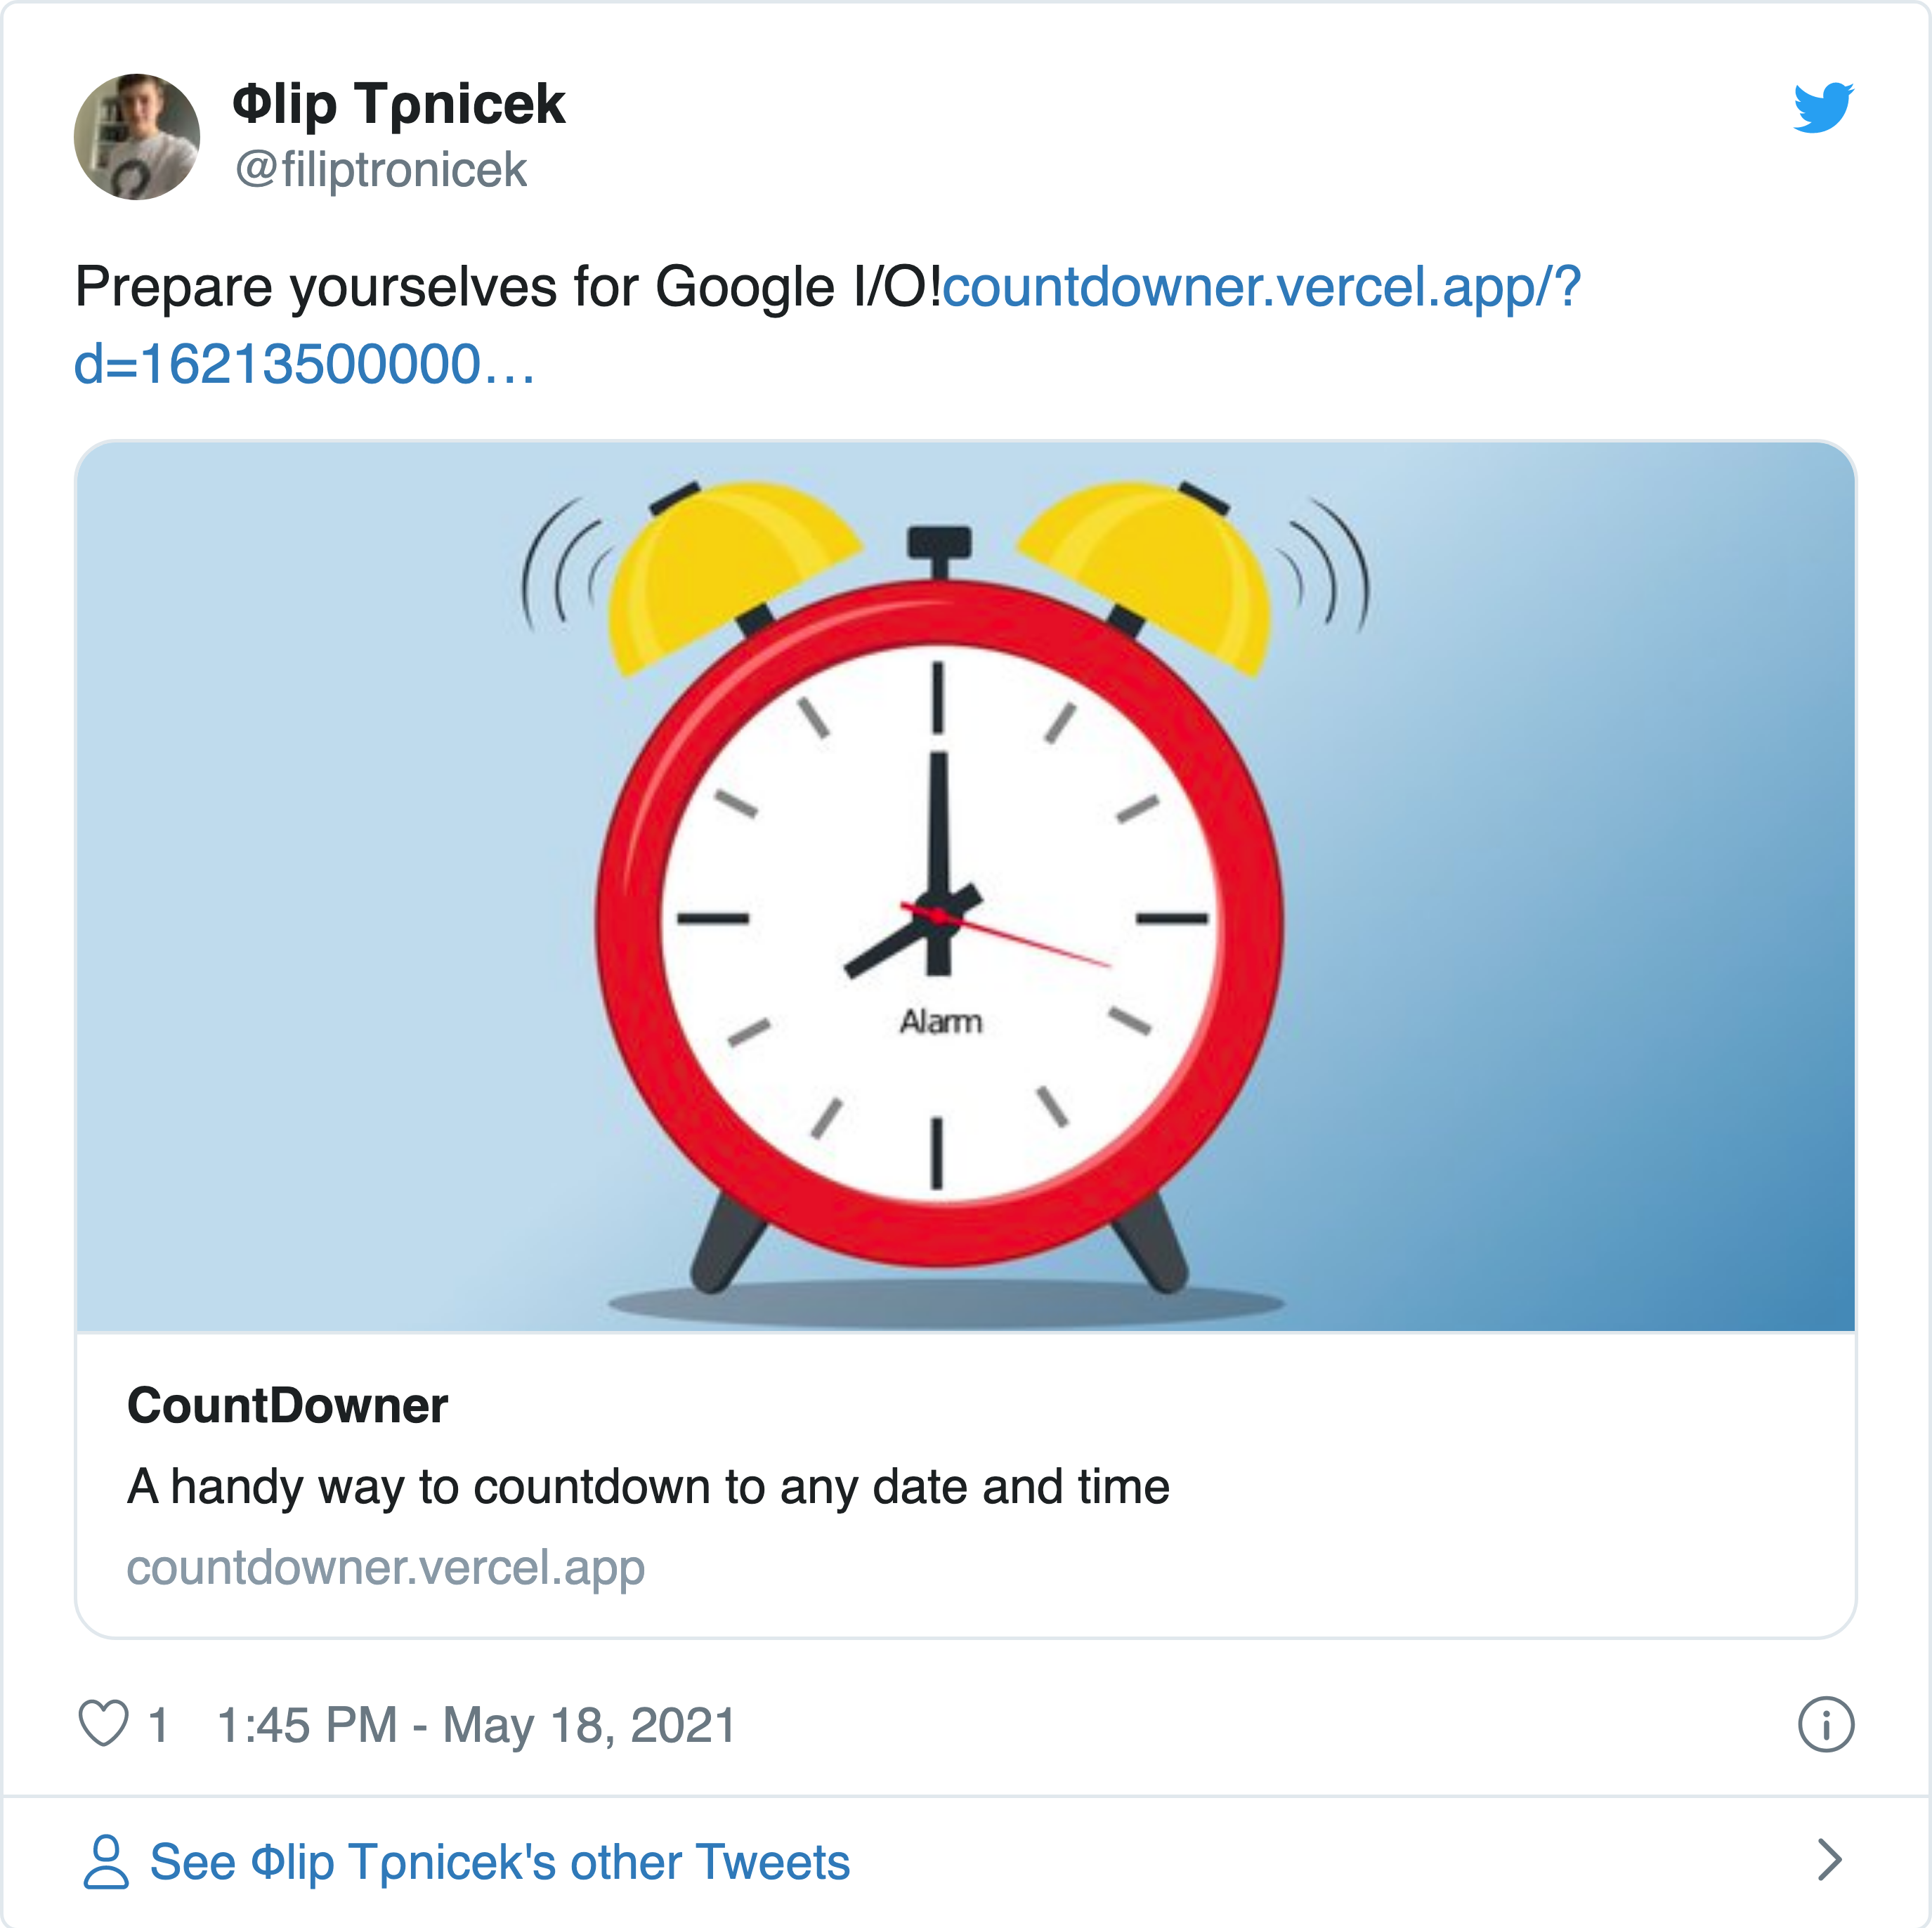 Φlip Tρnicek
@filiptronicek
Prepare yourselves for Google I/O!countdowner.vercel.app/?
d=16213500000…
Alarm
CountDowner
A handy way to countdown to any date and time
countdowner.vercel.app
1 1:45 PM - May 18, 2021
See Φlip Tρnicek's other Tweets